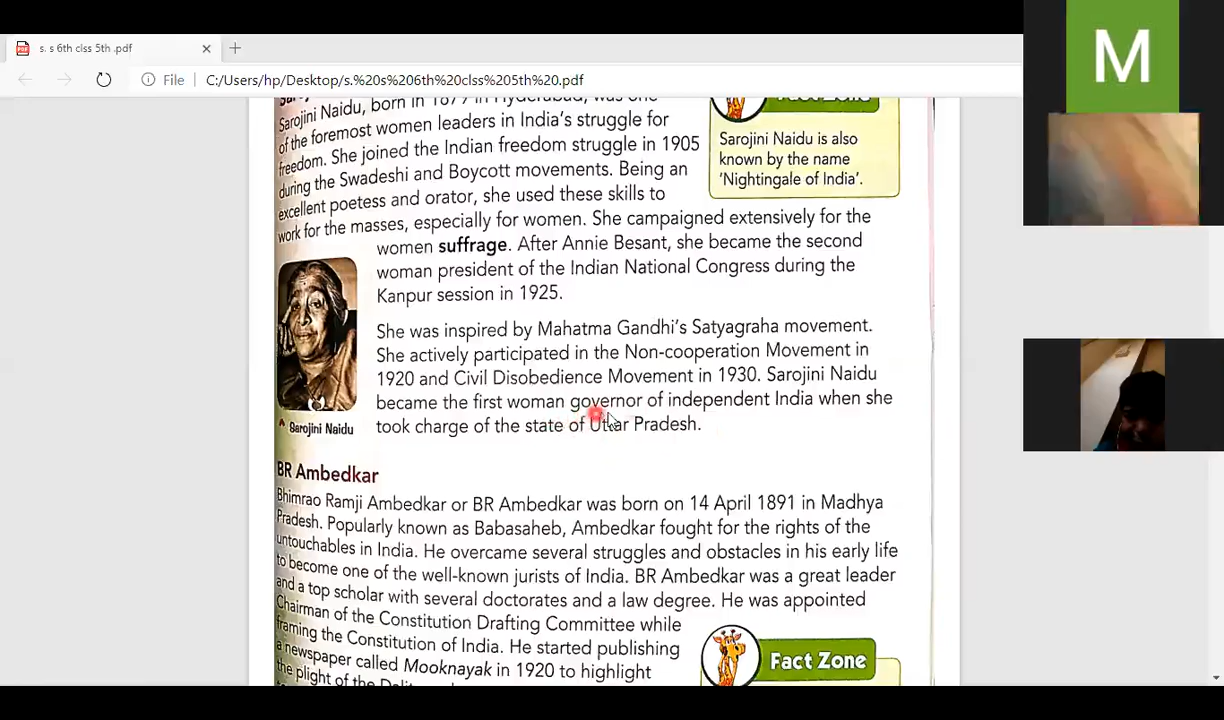 s. s 6th clss 5th .pdf
File
C:/Users/hp/Desktop/s.%20s%206th%20clss%205th%20.pdf
M
Sarojini Naidu, born in 1879 in Hyderabad, was one
of the foremost women leaders in India's struggle for
freedom. She joined the Indian freedom struggle in 1905
during the Swadeshi and Boycott movements. Being an
excellent poetess and orator, she used these skills to
work for the masses, especially for women. She campaigned extensively for the
women suffrage. After Annie Besant, she became the second
woman president of the Indian National Congress during the
Kanpur session in 1925.
Fact Zone
Sarojini Naidu is also
known by the name
'Nightingale of India'.
She was inspired by Mahatma Gandhi's Satyagraha movement.
She actively participated in the Non-cooperation Movement in
1920 and Civil Disobedience Movement in 1930. Sarojini Naidu
became the first woman governor of independent India when she
took charge of the state of Uttar Pradesh.
Sarojini Naidu
BR Ambedkar
Bhimrao Ramji Ambedkar or BR Ambedkar was born on 14 April 1891 in Madhya
Pradesh. Popularly known as Babasaheb, Ambedkar fought for the rights of the
untouchables in India. He overcame several struggles and obstacles in his early life
to become one of the well-known jurists of India. BR Ambedkar was a great leader
and a top scholar with several doctorates and a law degree. He was appointed
Chairman of the Constitution Drafting Committee while
framing the Constitution of India. He started publishing
a newspaper called Mooknayak in 1920 to highlight
the plight of the
Fact Zone